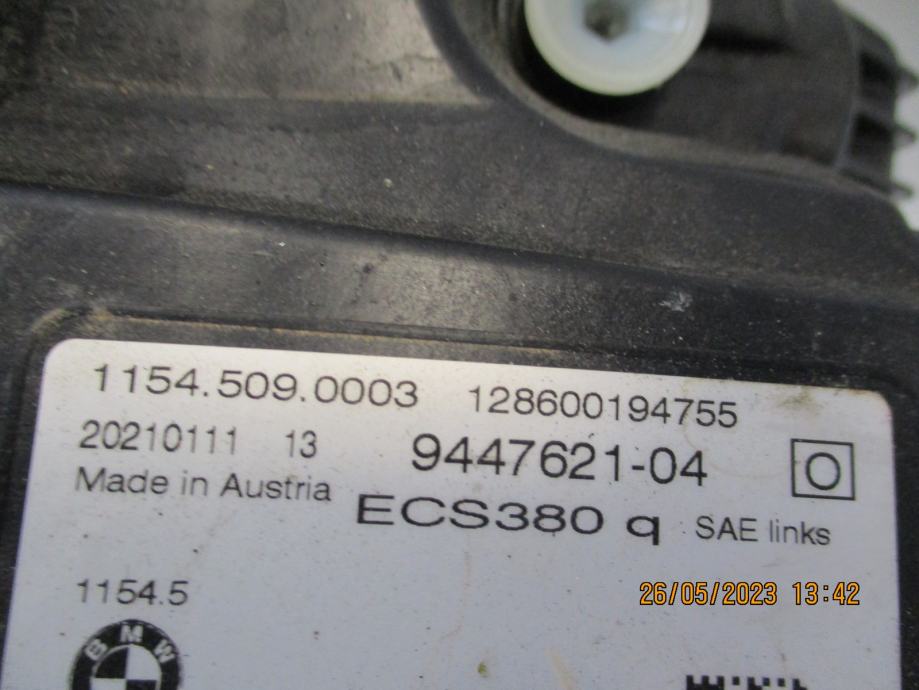 1154.509.0003 128600194755
20210111 13 9447621-04 O
Made in Austria ECS380 q SAE links
1154.5
26/05/2023 13:42
BMW